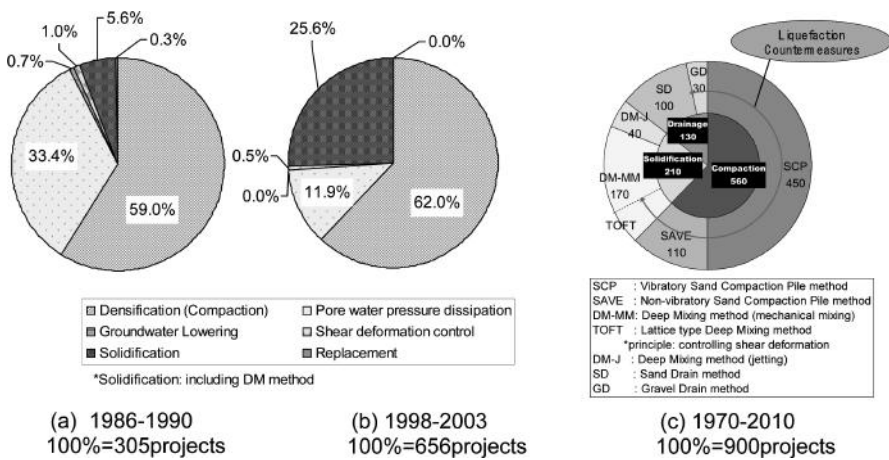 1.0%
5.6%
0.7%
0.3%
33.4%
59.0%
25.6%
0.0%
0.5%
0.0%
11.9%
62.0%
Liquefaction
Countermeasures
GD
30
SD
100
DM-J
40
Drainage
130
Solidification
210
Compaction
560
SCP
450
DM-MM
170
TOFT
SAVE
110
Densification (Compaction)
Pore water pressure dissipation
Groundwater Lowering
Shear deformation control
Solidification
Replacement
*Solidification: including DM method
SCP : Vibratory Sand Compaction Pile method
SAVE : Non-vibratory Sand Compaction Pile method
DM-MM: Deep Mixing method (mechanical mixing)
TOFT : Lattice type Deep Mixing method
*principle: controlling shear deformation
DM-J : Deep Mixing method (jetting)
SD : Sand Drain method
GD : Gravel Drain method
(a) 1986-1990
100%=305projects
(b) 1998-2003
100%=656projects
(c) 1970-2010
100%=900projects